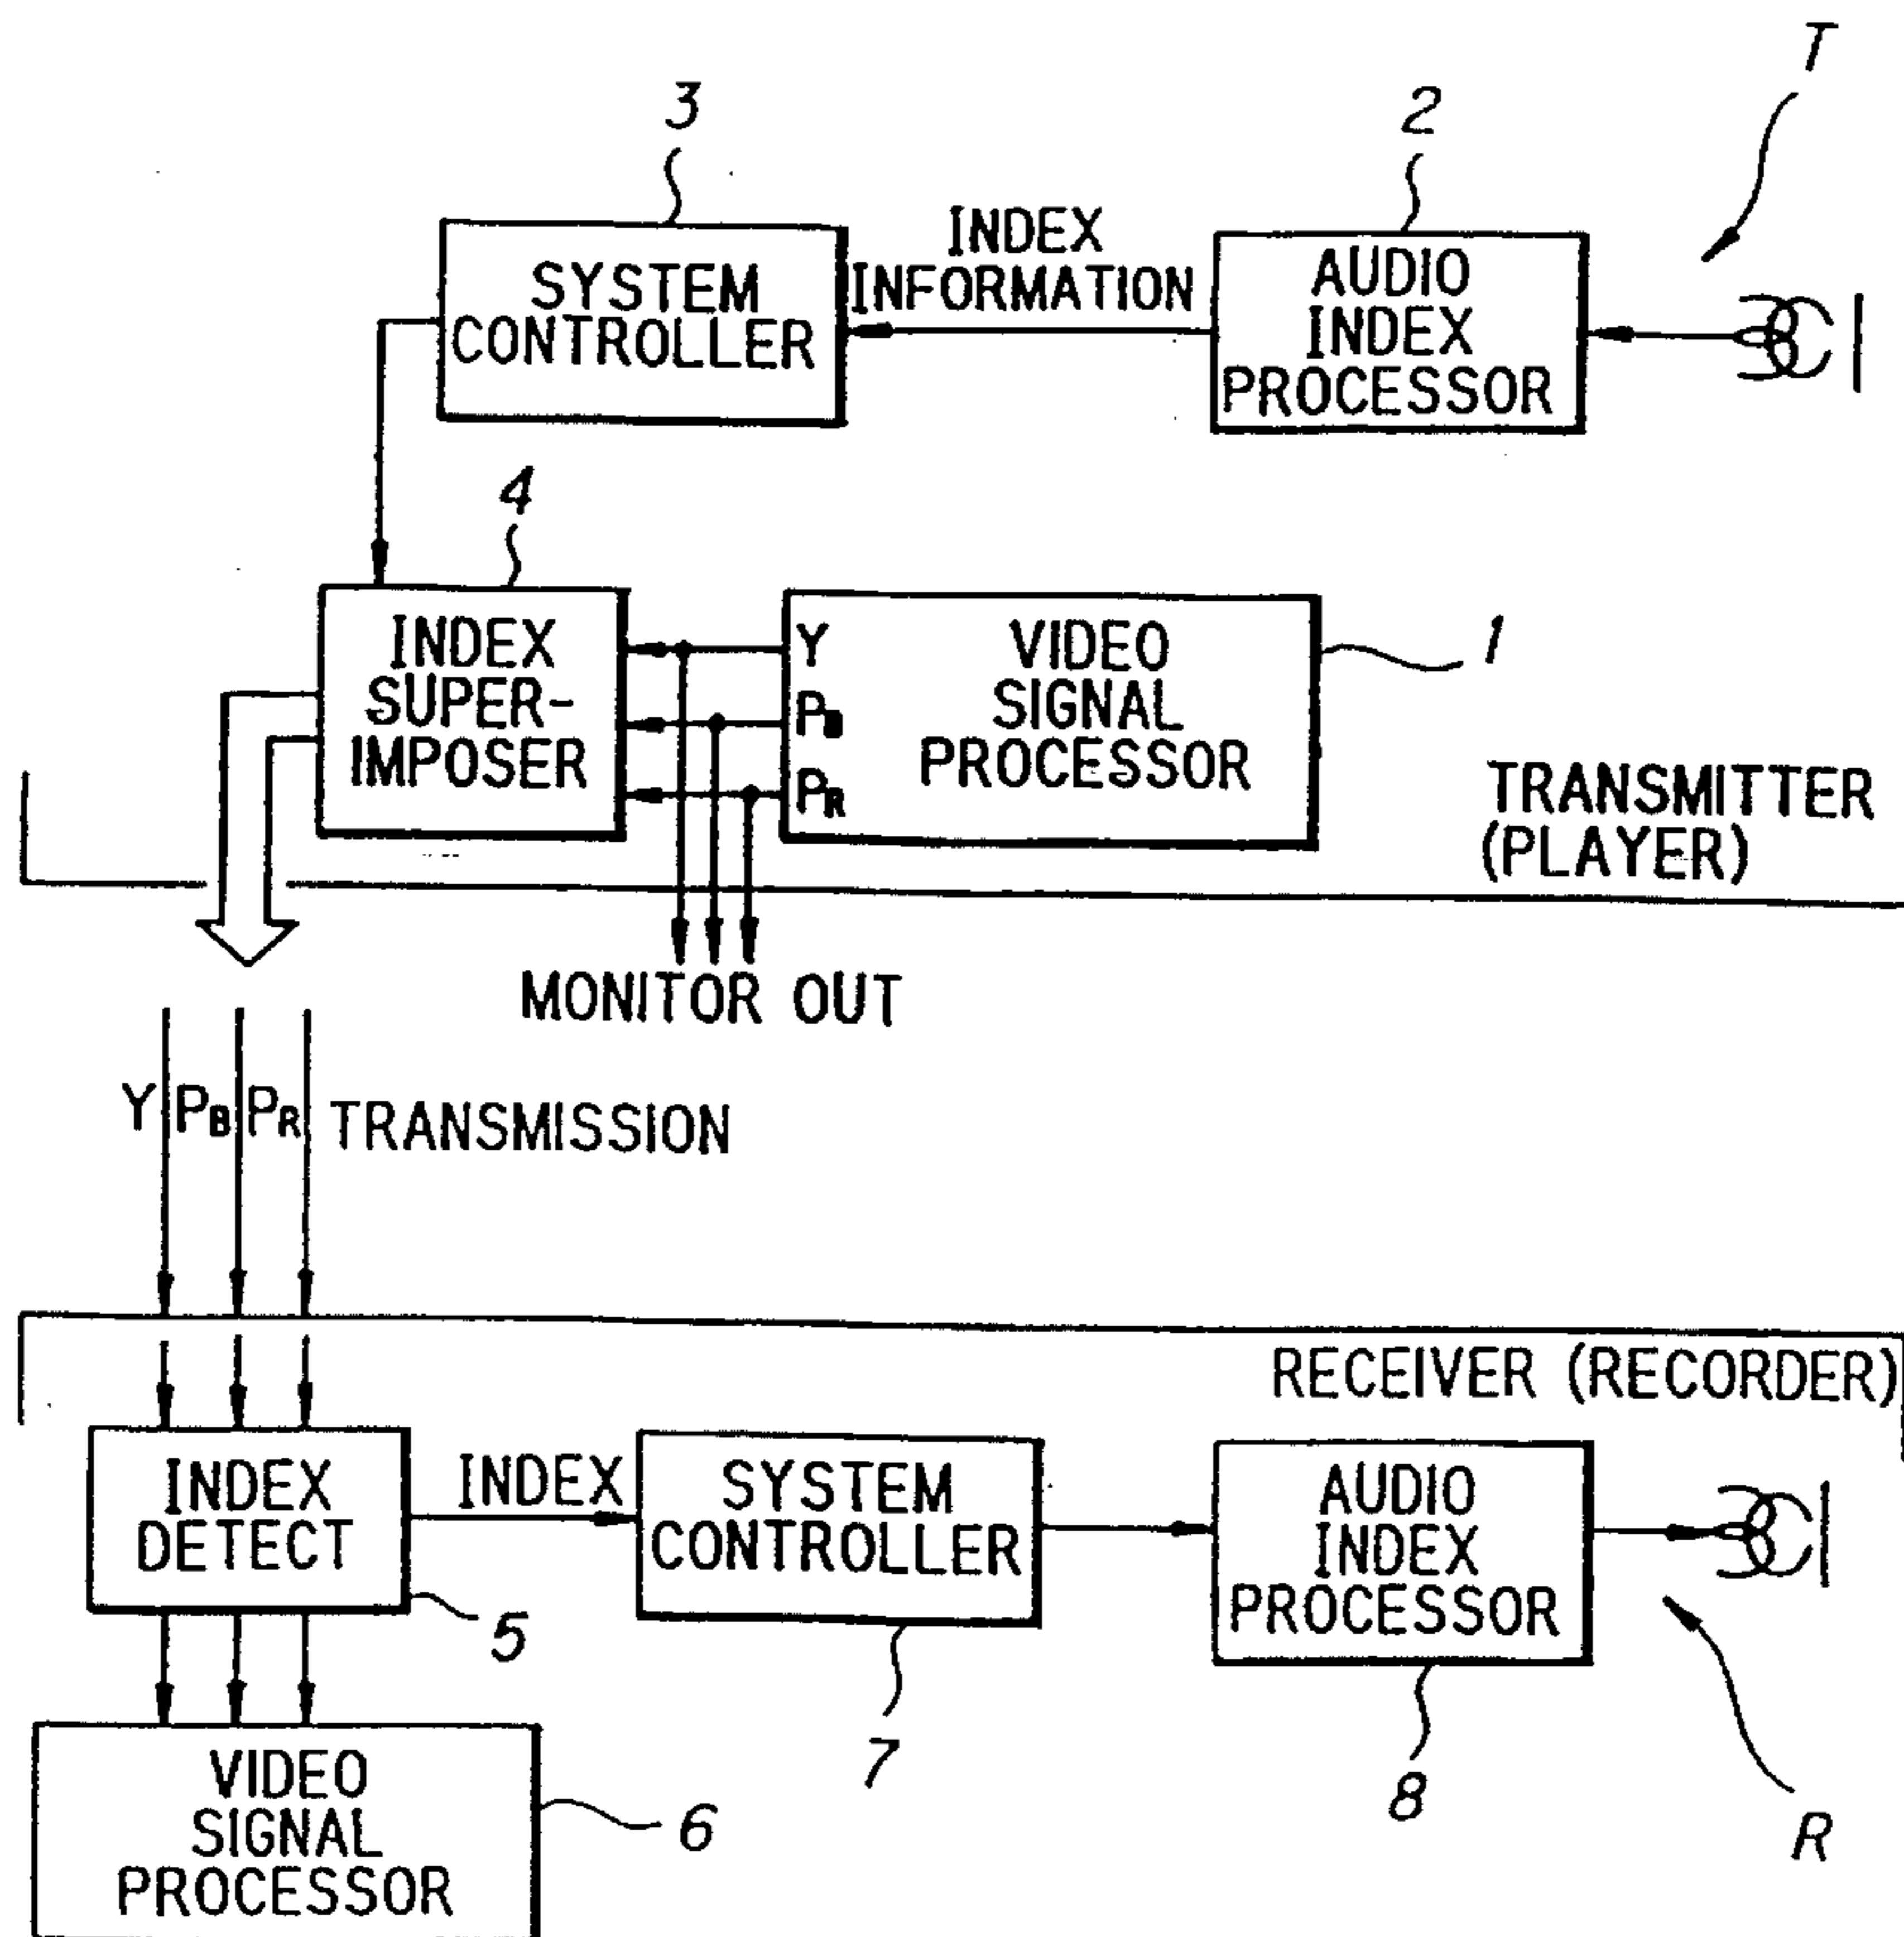 T
3
2
SYSTEM
CONTROLLER
INDEX
INFORMATION
AUDIO
INDEX
PROCESSOR
4
INDEX
SUPER-
IMPOSER
Y
PB
PR
VIDEO
SIGNAL
PROCESSOR
1
TRANSMITTER
(PLAYER)
MONITOR OUT
Y PB PR TRANSMISSION
RECEIVER (RECORDER)
INDEX
DETECT
INDEX
SYSTEM
CONTROLLER
AUDIO
INDEX
PROCESSOR
5
7
8
R
VIDEO
SIGNAL
PROCESSOR
6